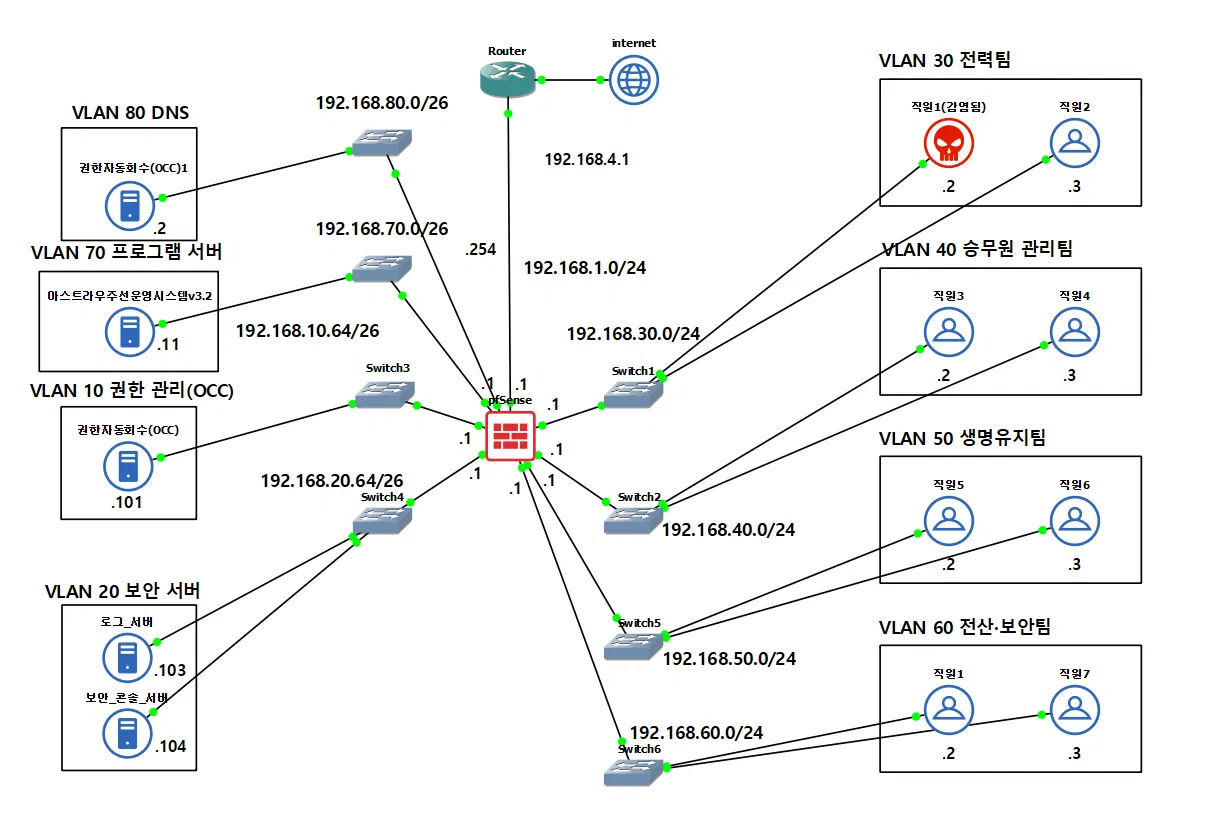 Router
internet
192.168.4.1
.254
192.168.1.0/24
.1
VLAN 80 DNS
권한자동회수(OCC)1
.2
192.168.80.0/26
VLAN 70 프로그램 서버
아스트라우주선운영시스템v3.2
.11
192.168.70.0/26
192.168.10.64/26
VLAN 10 권한 관리(OCC)
권한자동회수(OCC)
.101
Switch3
192.168.20.64/26
Switch4
VLAN 20 보안 서버
로그_서버
.103
보안_콘솔_서버
.104
pfSense
.1
.1
.1
.1
.1
.1
.1
192.168.30.0/24
Switch1
Switch2
192.168.40.0/24
Switch5
192.168.50.0/24
192.168.60.0/24
Switch6
VLAN 30 전력팀
직원1(감염됨)
직원2
.2
.3
VLAN 40 승무원 관리팀
직원3
직원4
.2
.3
VLAN 50 생명유지팀
직원5
직원6
.2
.3
VLAN 60 전산·보안팀
직원1
직원7
.2
.3